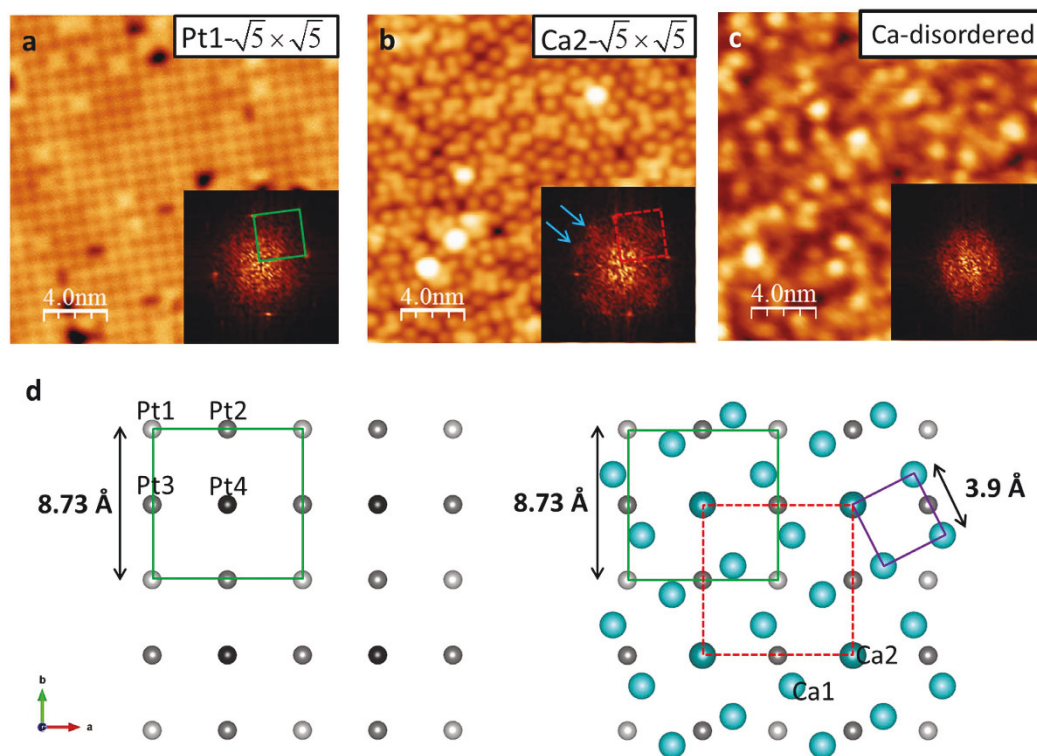 a
Pt1-√5 × √5
4.0nm
b
Ca2-√5 × √5
4.0nm
c
Ca-disordered
4.0nm
d
Pt1 Pt2
Pt3 Pt4
8.73 Å
b
a
8.73 Å
3.9 Å
Ca2
Ca1